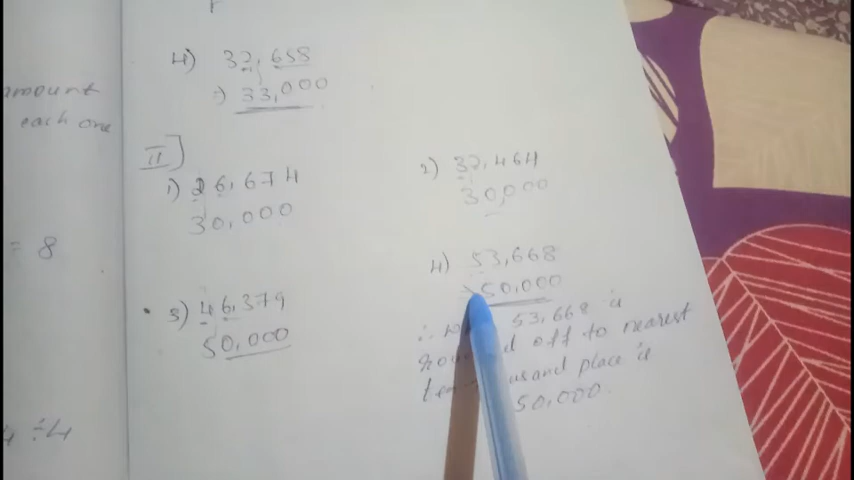 amount
each one
= 8
4 ÷ 4
4) 32,658
⇒ 33,000
II]
1) 26,674
30,000
2) 32,464
30,000
3) 46,379
50,000
4) 53,668
50,000
∴ 53,668 is
off to nearest
place is
50,000.